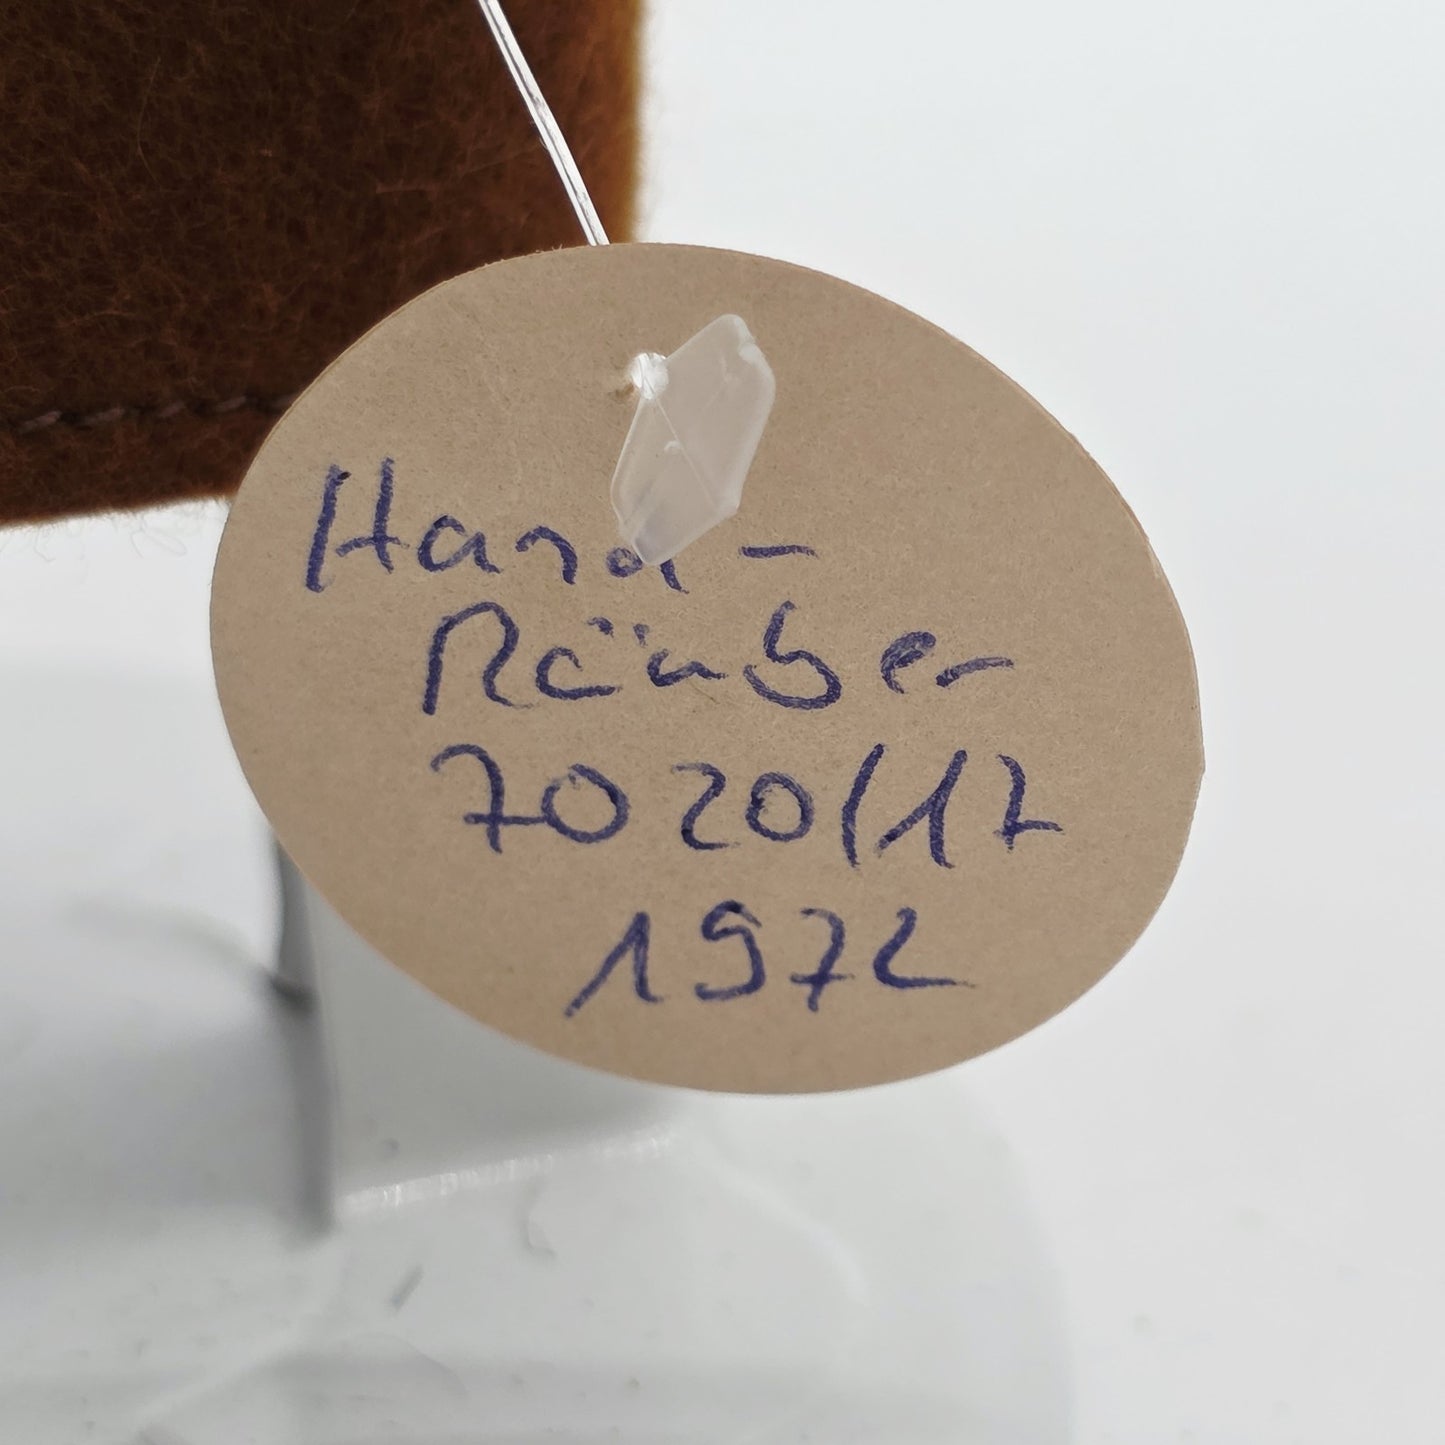 Hand-
Räuber
7020/17
1972